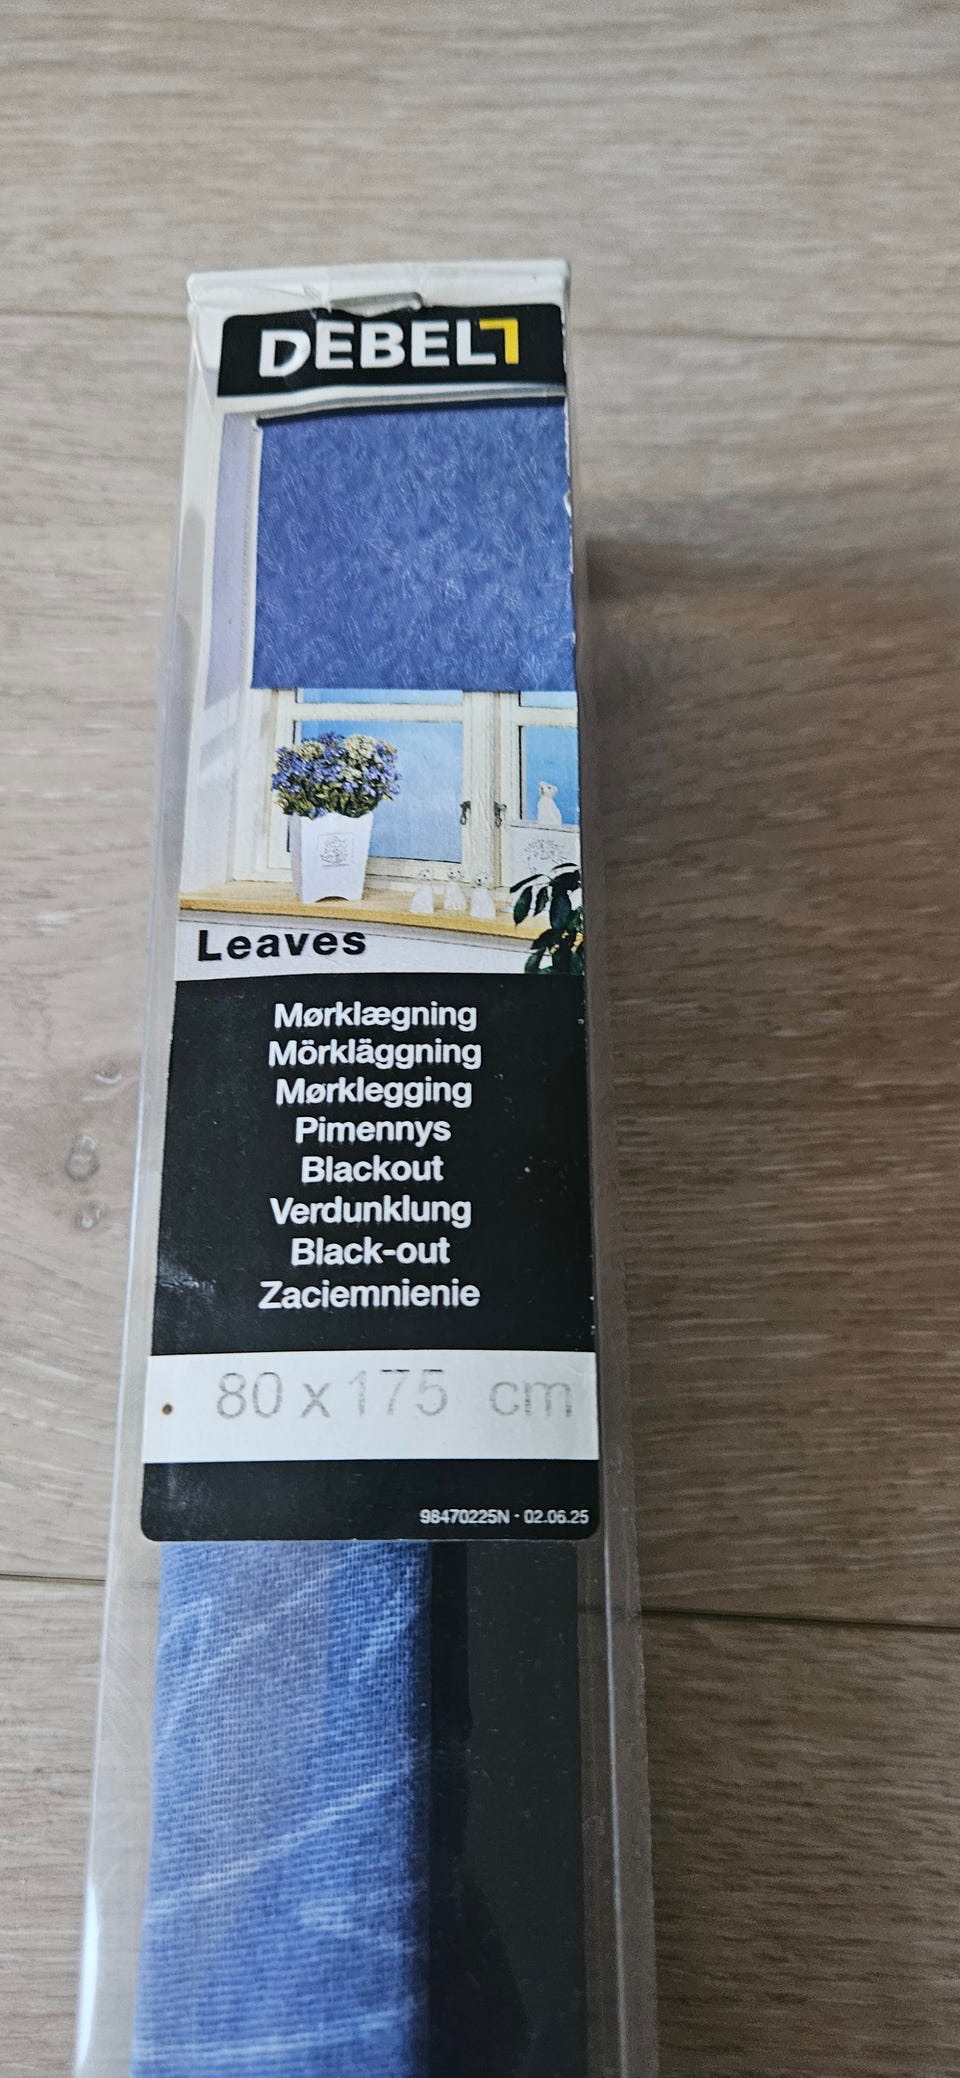 DEBEL
Leaves
Mørklægning
Mörkläggning
Mørklegging
Pimennys
Blackout
Verdunklung
Black-out
Zaciemnienie
80 x 175 cm
98470225N - 02.06.25